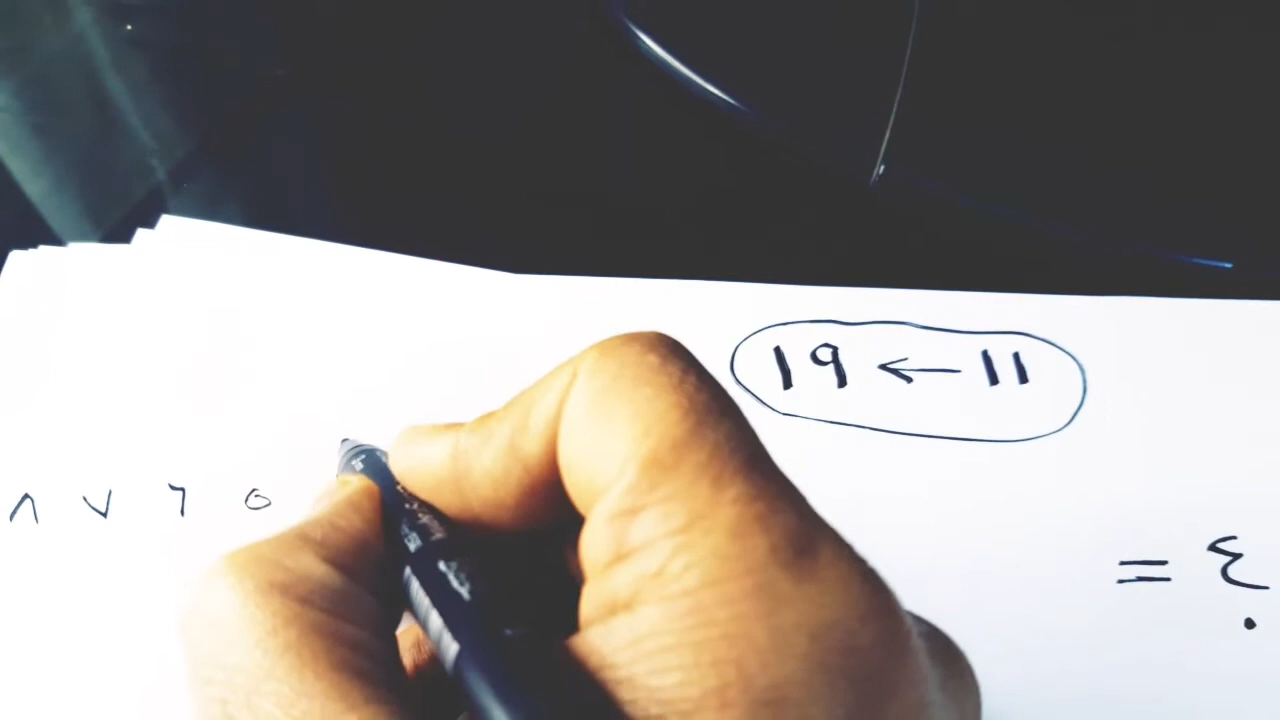 ١٩ ← ١١
٨ ٧ ٦ ٥
= ٤